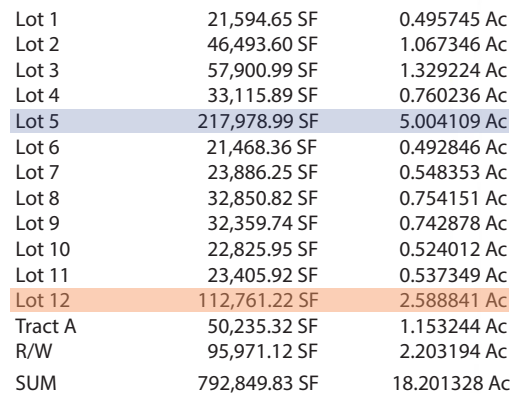 Lot 1 21,594.65 SF 0.495745 Ac
Lot 2 46,493.60 SF 1.067346 Ac
Lot 3 57,900.99 SF 1.329224 Ac
Lot 4 33,115.89 SF 0.760236 Ac
Lot 5 217,978.99 SF 5.004109 Ac
Lot 6 21,468.36 SF 0.492846 Ac
Lot 7 23,886.25 SF 0.548353 Ac
Lot 8 32,850.82 SF 0.754151 Ac
Lot 9 32,359.74 SF 0.742878 Ac
Lot 10 22,825.95 SF 0.524012 Ac
Lot 11 23,405.92 SF 0.537349 Ac
Lot 12 112,761.22 SF 2.588841 Ac
Tract A 50,235.32 SF 1.153244 Ac
R/W 95,971.12 SF 2.203194 Ac
SUM 792,849.83 SF 18.201328 Ac